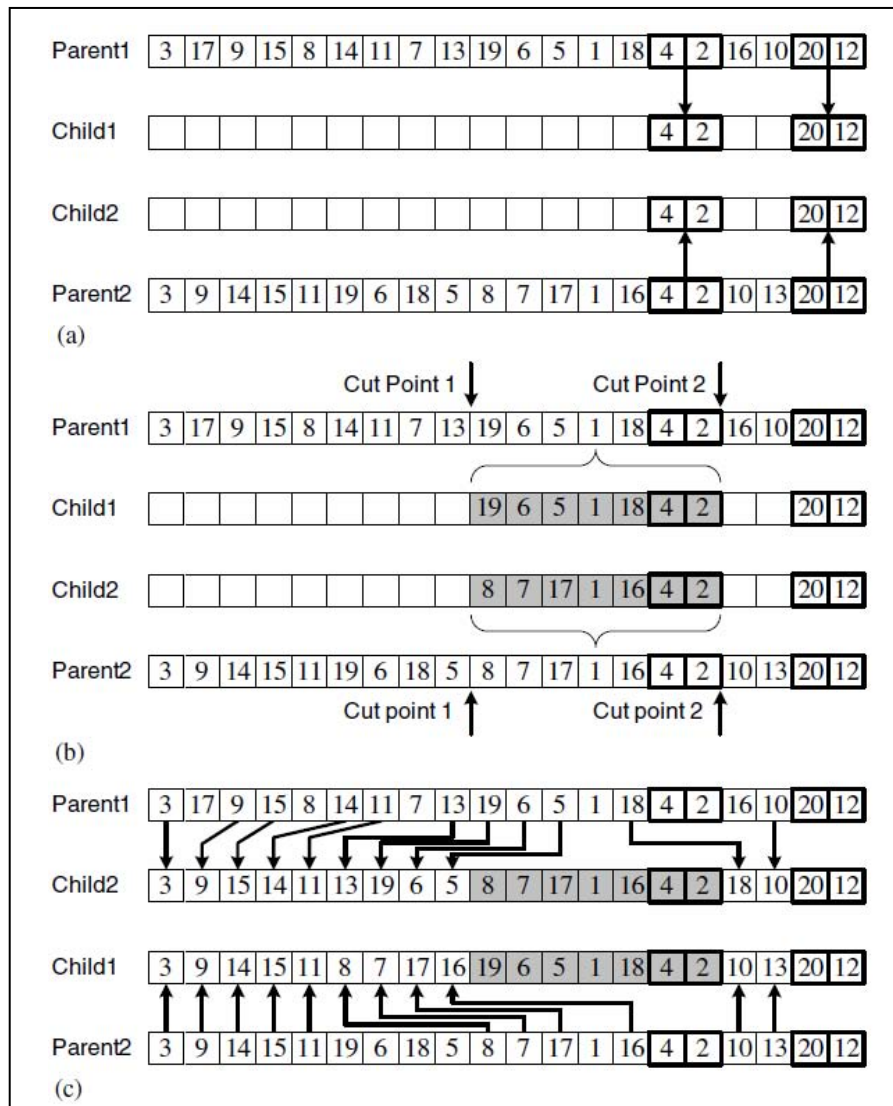 Parent1 3 17 9 15 8 14 11 7 13 19 6 5 1 18 4 2 16 10 20 12
Child1 4 2 20 12
Child2 4 2 20 12
Parent2 3 9 14 15 11 19 6 18 5 8 7 17 1 16 4 2 10 13 20 12
(a)
Cut Point 1 Cut Point 2
Parent1 3 17 9 15 8 14 11 7 13 19 6 5 1 18 4 2 16 10 20 12
Child1 19 6 5 1 18 4 2 20 12
Child2 8 7 17 1 16 4 2 20 12
Parent2 3 9 14 15 11 19 6 18 5 8 7 17 1 16 4 2 10 13 20 12
Cut point 1 Cut point 2
(b)
Parent1 3 17 9 15 8 14 11 7 13 19 6 5 1 18 4 2 16 10 20 12
Child2 3 9 15 14 11 13 19 6 5 8 7 17 1 16 4 2 18 10 20 12
Child1 3 9 14 15 11 8 7 17 16 19 6 5 1 18 4 2 10 13 20 12
Parent2 3 9 14 15 11 19 6 18 5 8 7 17 1 16 4 2 10 13 20 12
(c)